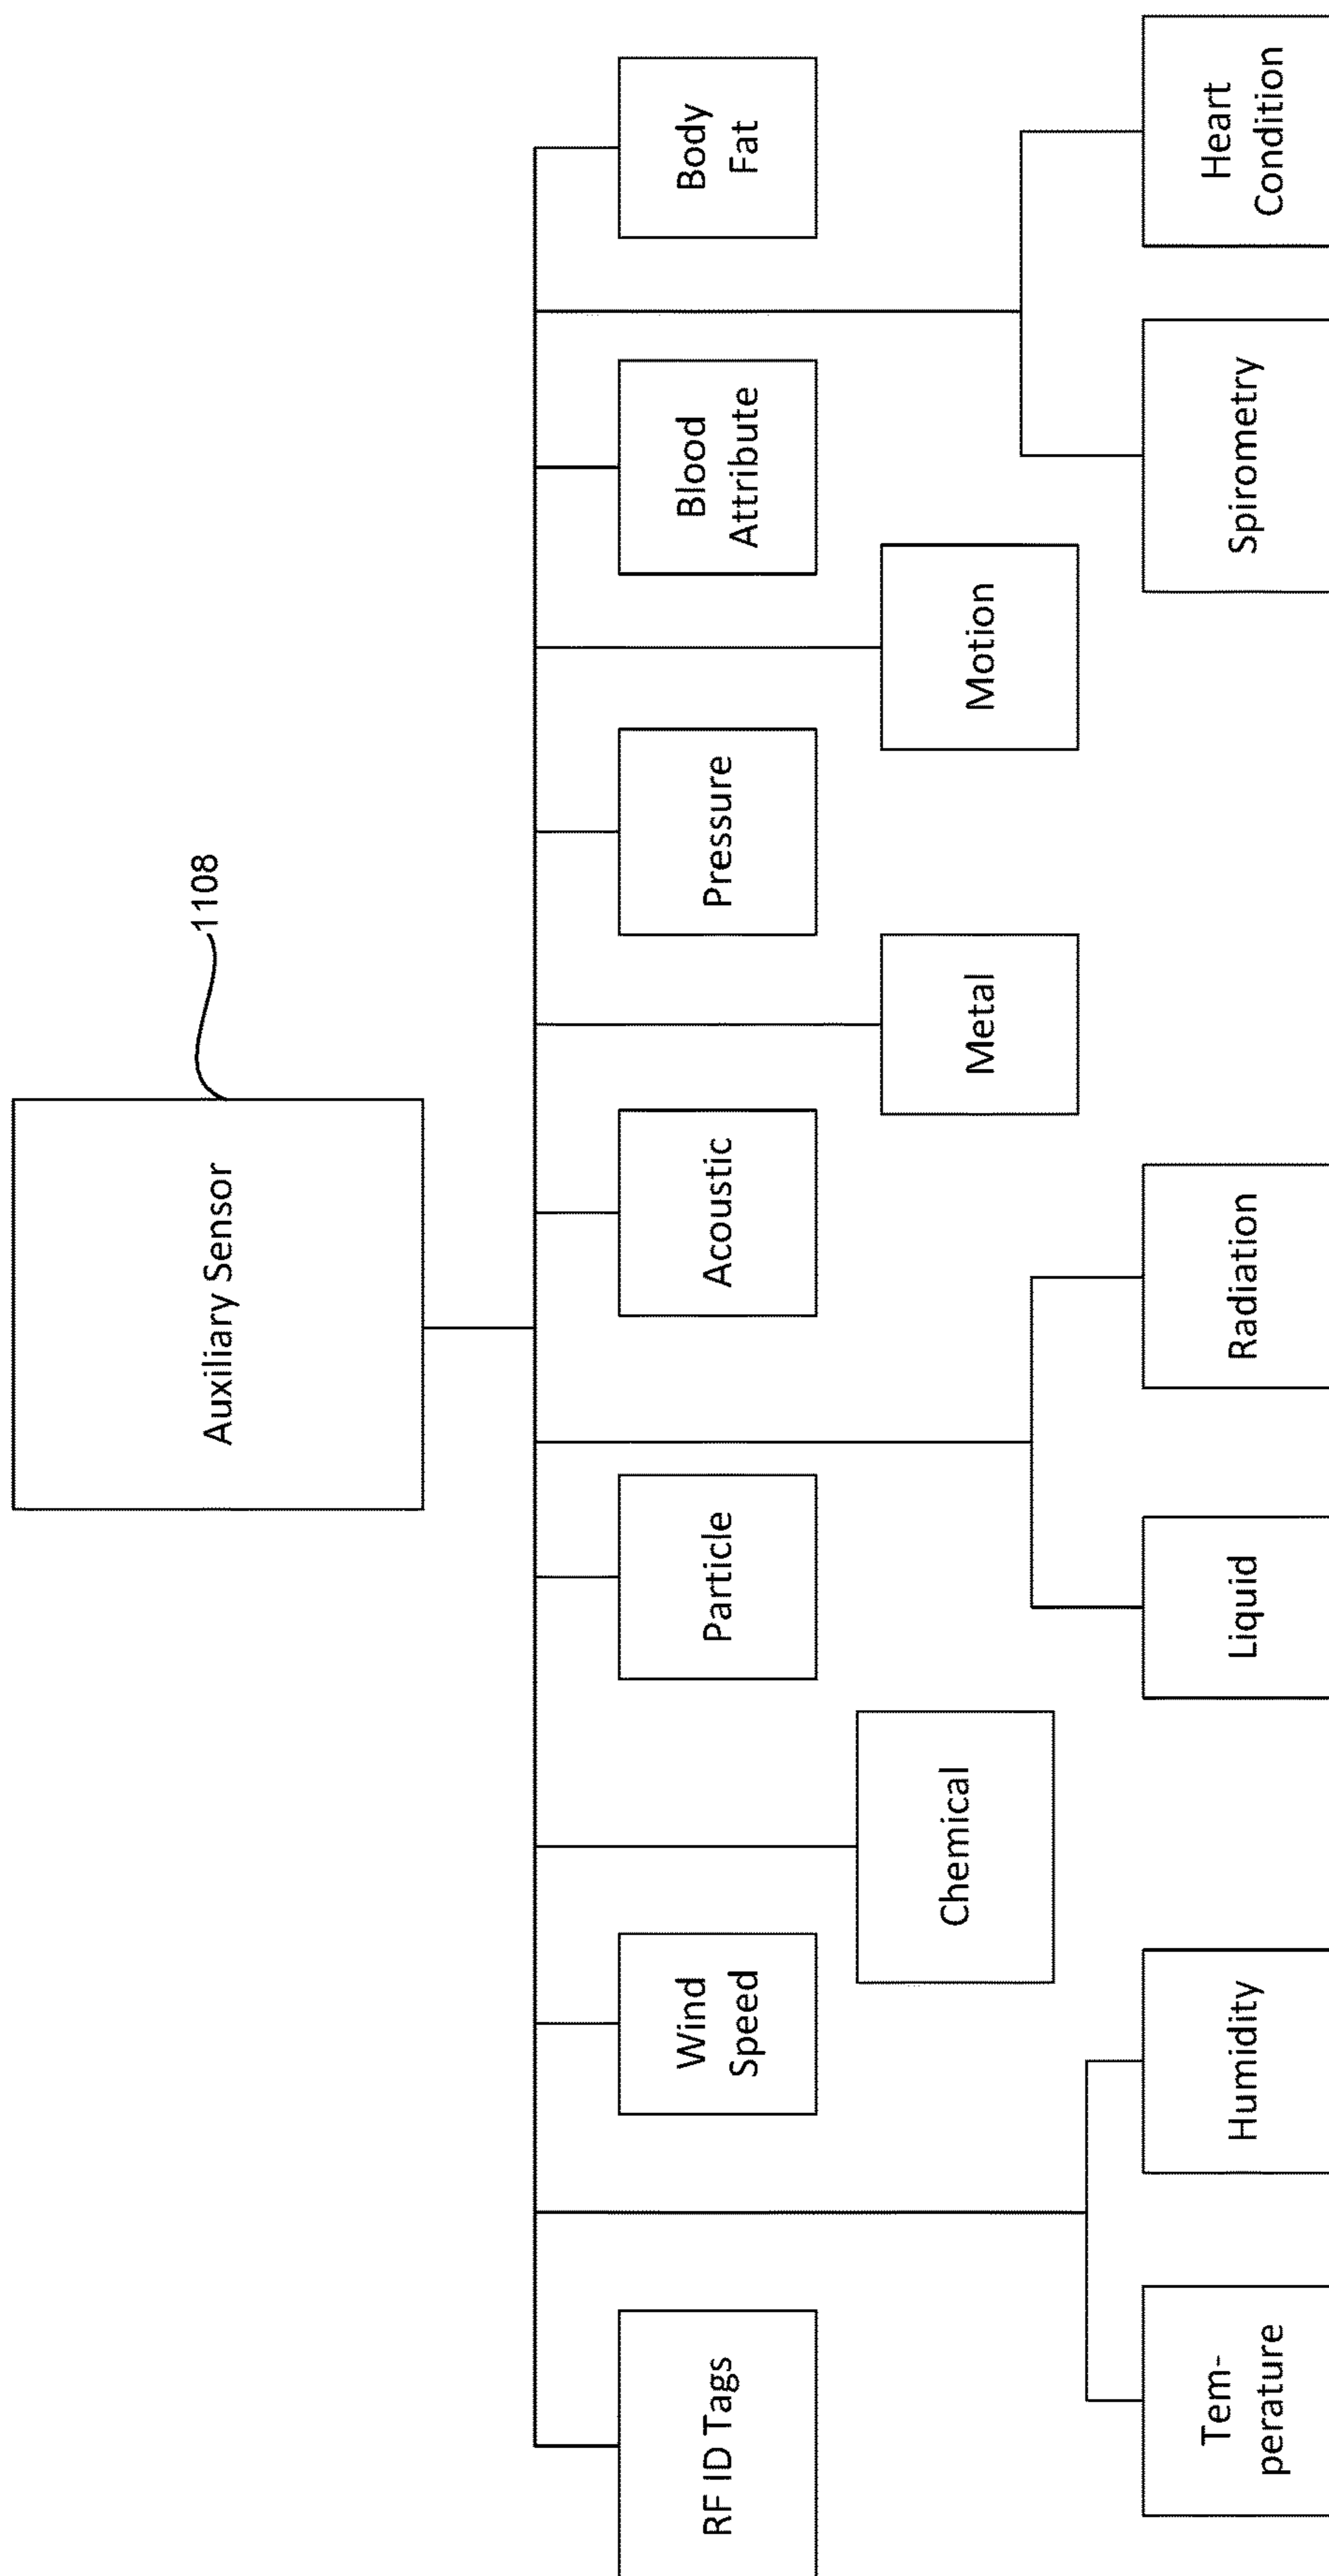 Auxiliary Sensor
1108
RF ID Tags
Wind
Speed
Particle
Acoustic
Pressure
Blood
Attribute
Body
Fat
Chemical
Metal
Motion
Tem-
perature
Humidity
Liquid
Radiation
Spirometry
Heart
Condition